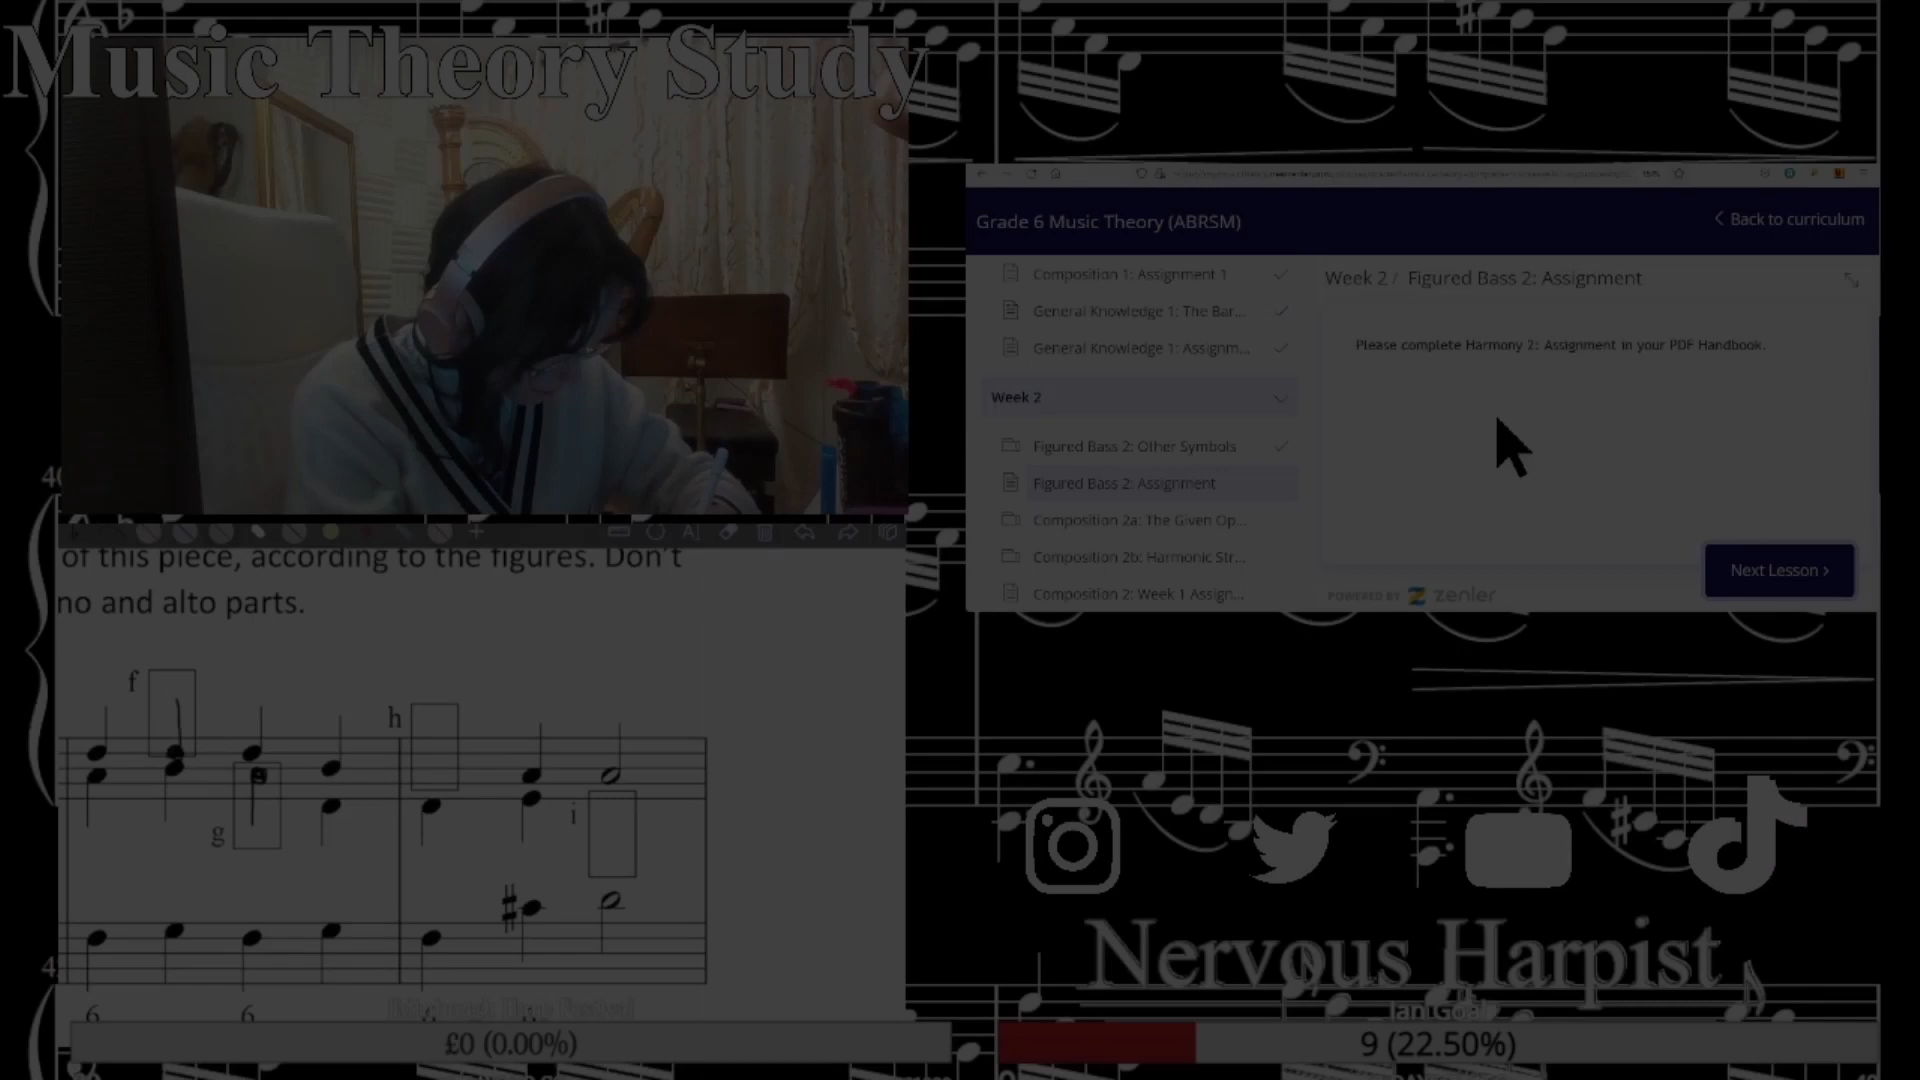 Music Theory Study
Grade 6 Music Theory (ABRSM)
Back to curriculum
Composition 1: Assignment 1
General Knowledge 1: The Bar...
General Knowledge 1: Assignm...
Week 2
Figured Bass 2: Other Symbols
Figured Bass 2: Assignment
Composition 2a: The Given Op...
Composition 2b: Harmonic Str...
Composition 2: Week 1 Assign...
Week 2 / Figured Bass 2: Assignment
Please complete Harmony 2: Assignment in your PDF Handbook.
Next Lesson
POWERED BY zenler
of this piece, according to the figures. Don't
no and alto parts.
f
h
g
i
6 6
£0 (0.00%)
Nervous Harpist
9 (22.50%)